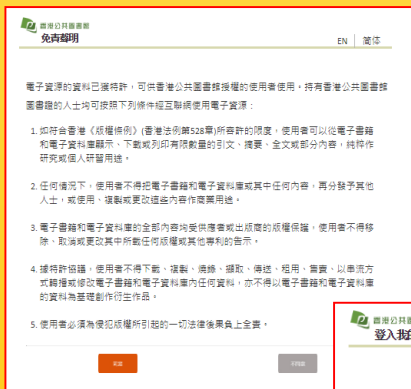 香港公共圖書館
免責聲明
EN | 简体
電子資源的資料已獲特許，可供香港公共圖書館授權的使用者使用。持有香港公共圖書館
圖書證的人士均可按照下列條件經互聯網使用電子資源：
1. 如符合香港《版權條例》(香港法例第528章)所容許的限度，使用者可以從電子書籍
和電子資料庫顯示、下載或列印有限數量的引文、摘要、全文或部分內容，純粹作
研究或個人研習用途。
2. 在任何情況下，使用者不得把電子書籍和電子資料庫或其中任何內容，再分發予其他
人士，或使用、複製或更改這些內容作商業用途。
3. 電子書籍和電子資料庫的全部內容均受供應者或出版商的版權保護，使用者不得移
除、取消或更改其中所載任何版權或其他專利的告示。
4. 據特許協議，使用者不得下載、複製、燒錄、擷取、傳送、租用、售賣、以串流方
式轉播或修改電子書籍和電子資料庫內任何資料，亦不得以電子書籍和電子資料庫
的資料為基礎創作衍生作品。
5. 使用者必須為侵犯版權所引起的一切法律後果負上全責。
香港公共
登入我